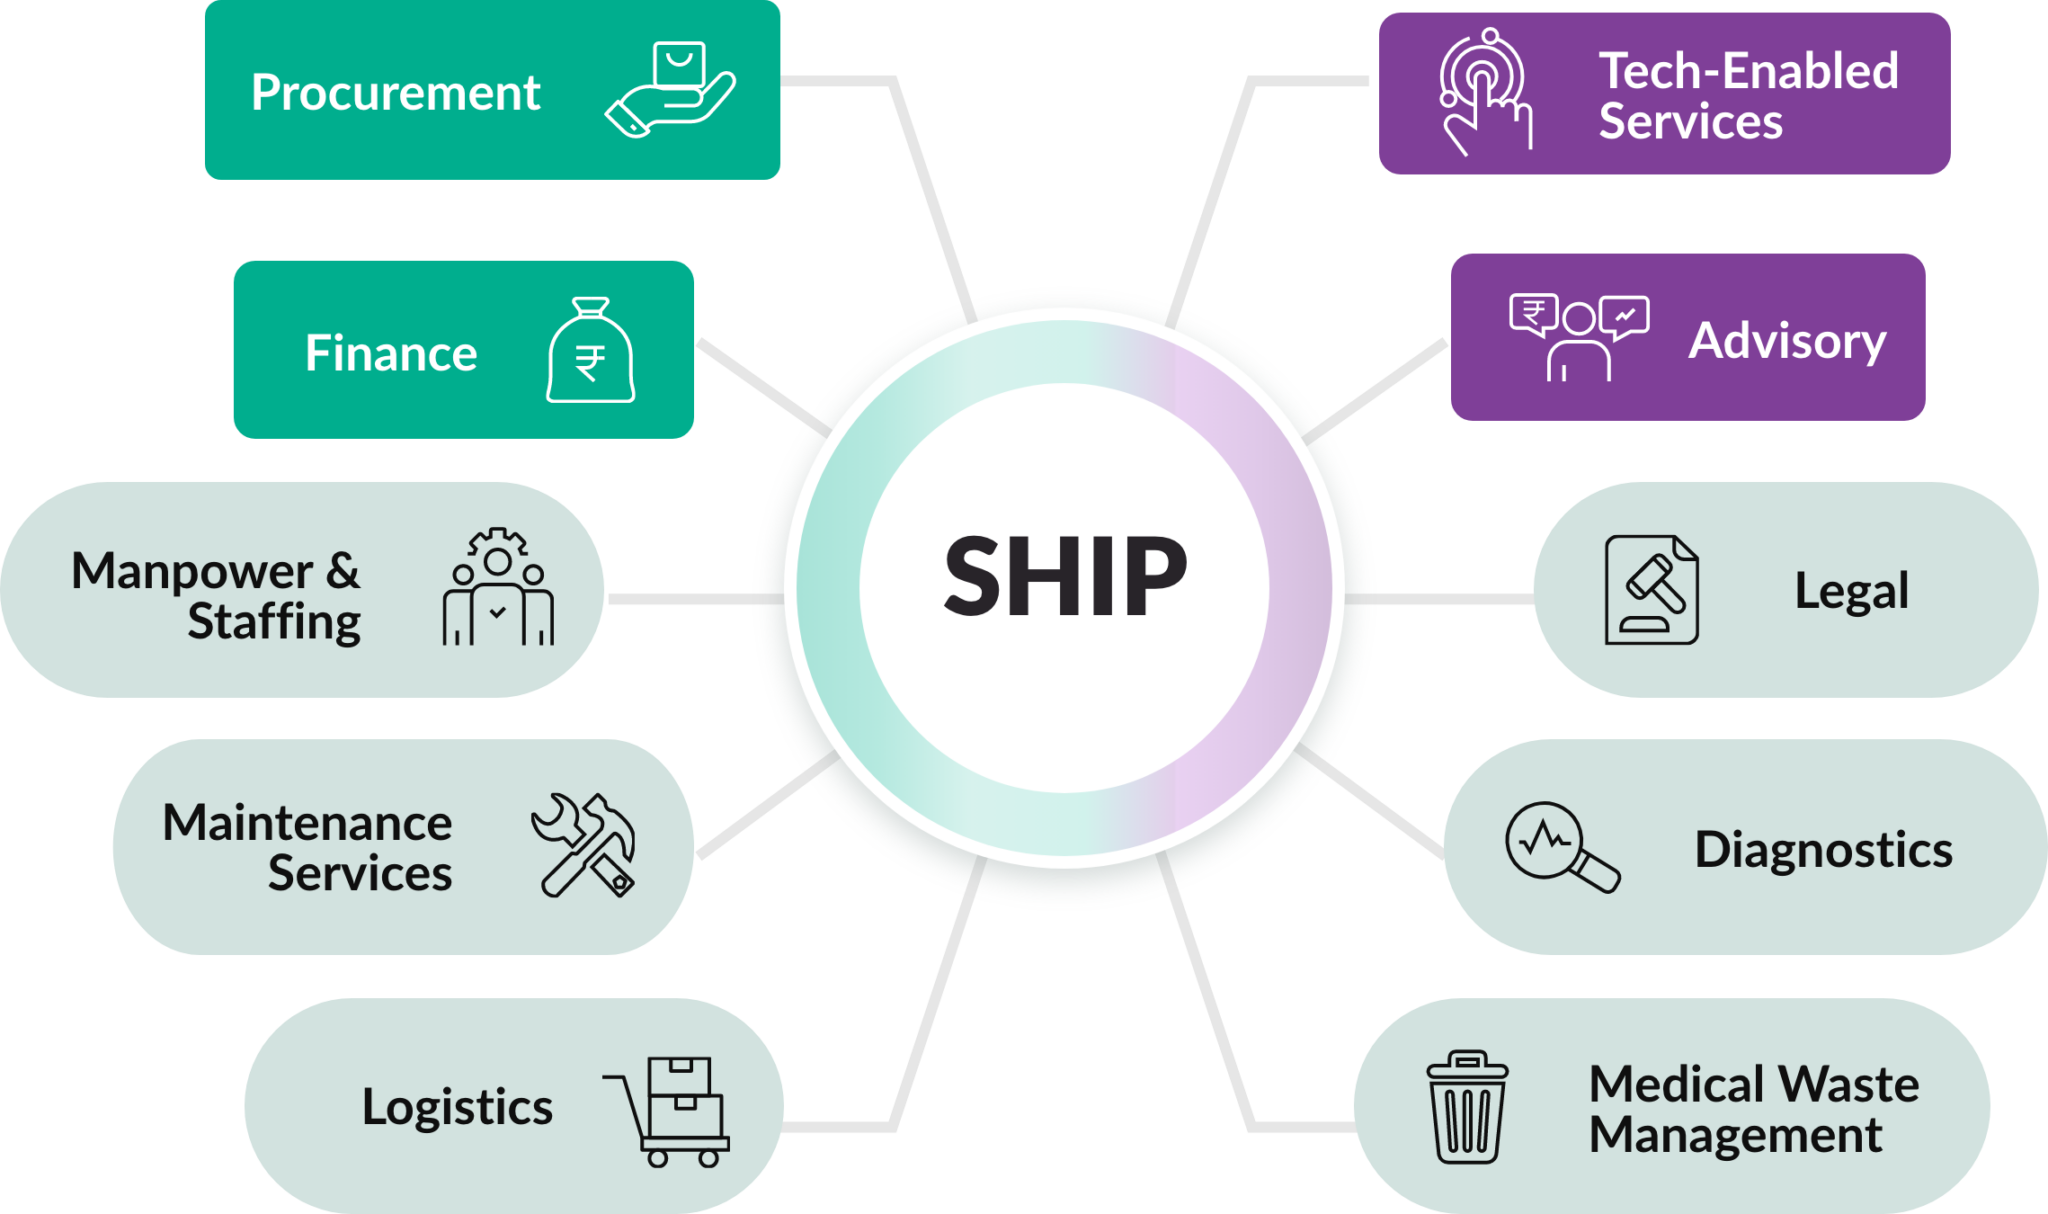 Procurement
Tech-Enabled
Services
Finance
₹
₹
Advisory
Manpower &
Staffing
SHIP
Legal
Maintenance
Services
Diagnostics
Logistics
Medical Waste
Management